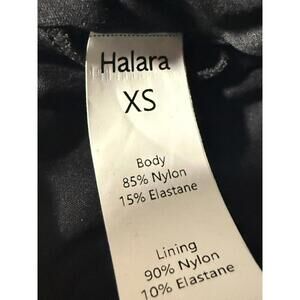 Halara
XS
Body
85% Nylon
15% Elastane
Lining
90% Nylon
10% Elastane